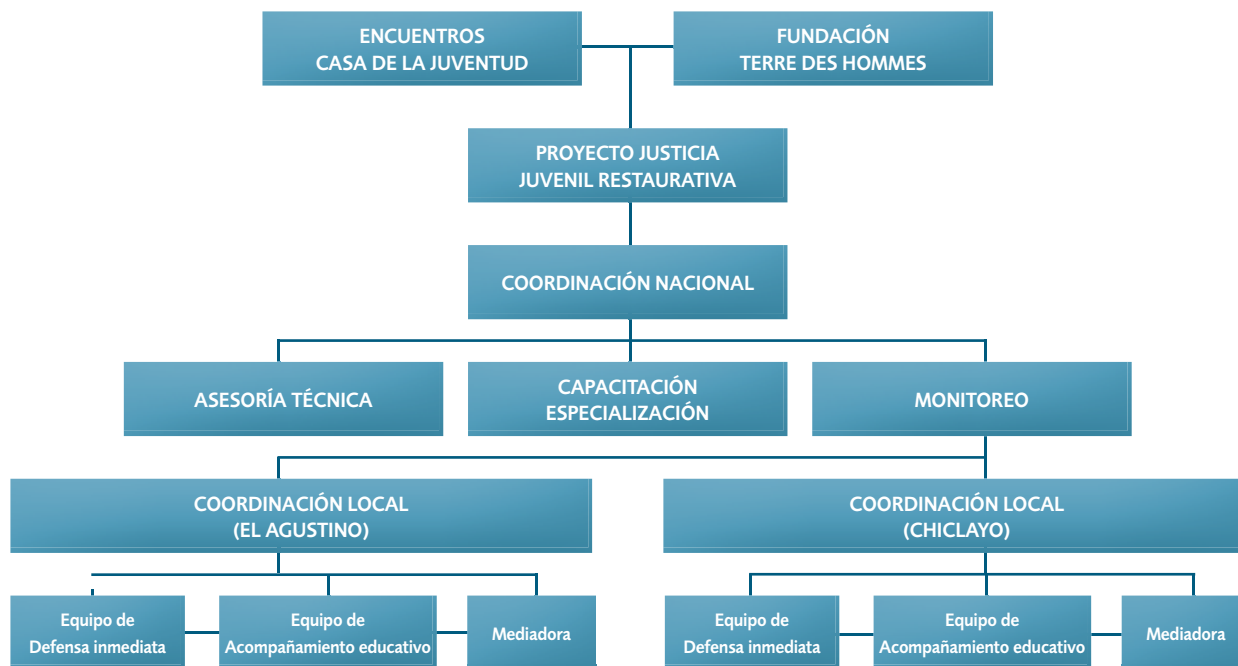 ENCUENTROS
CASA DE LA JUVENTUD
FUNDACIÓN
TERRE DES HOMMES
PROYECTO JUSTICIA
JUVENIL RESTAURATIVA
COORDINACIÓN NACIONAL
ASESORÍA TÉCNICA
CAPACITACIÓN
ESPECIALIZACIÓN
MONITOREO
COORDINACIÓN LOCAL
(EL AGUSTINO)
COORDINACIÓN LOCAL
(CHICLAYO)
Equipo de
Defensa inmediata
Equipo de
Acompañamiento educativo
Mediadora
Equipo de
Defensa inmediata
Equipo de
Acompañamiento educativo
Mediadora